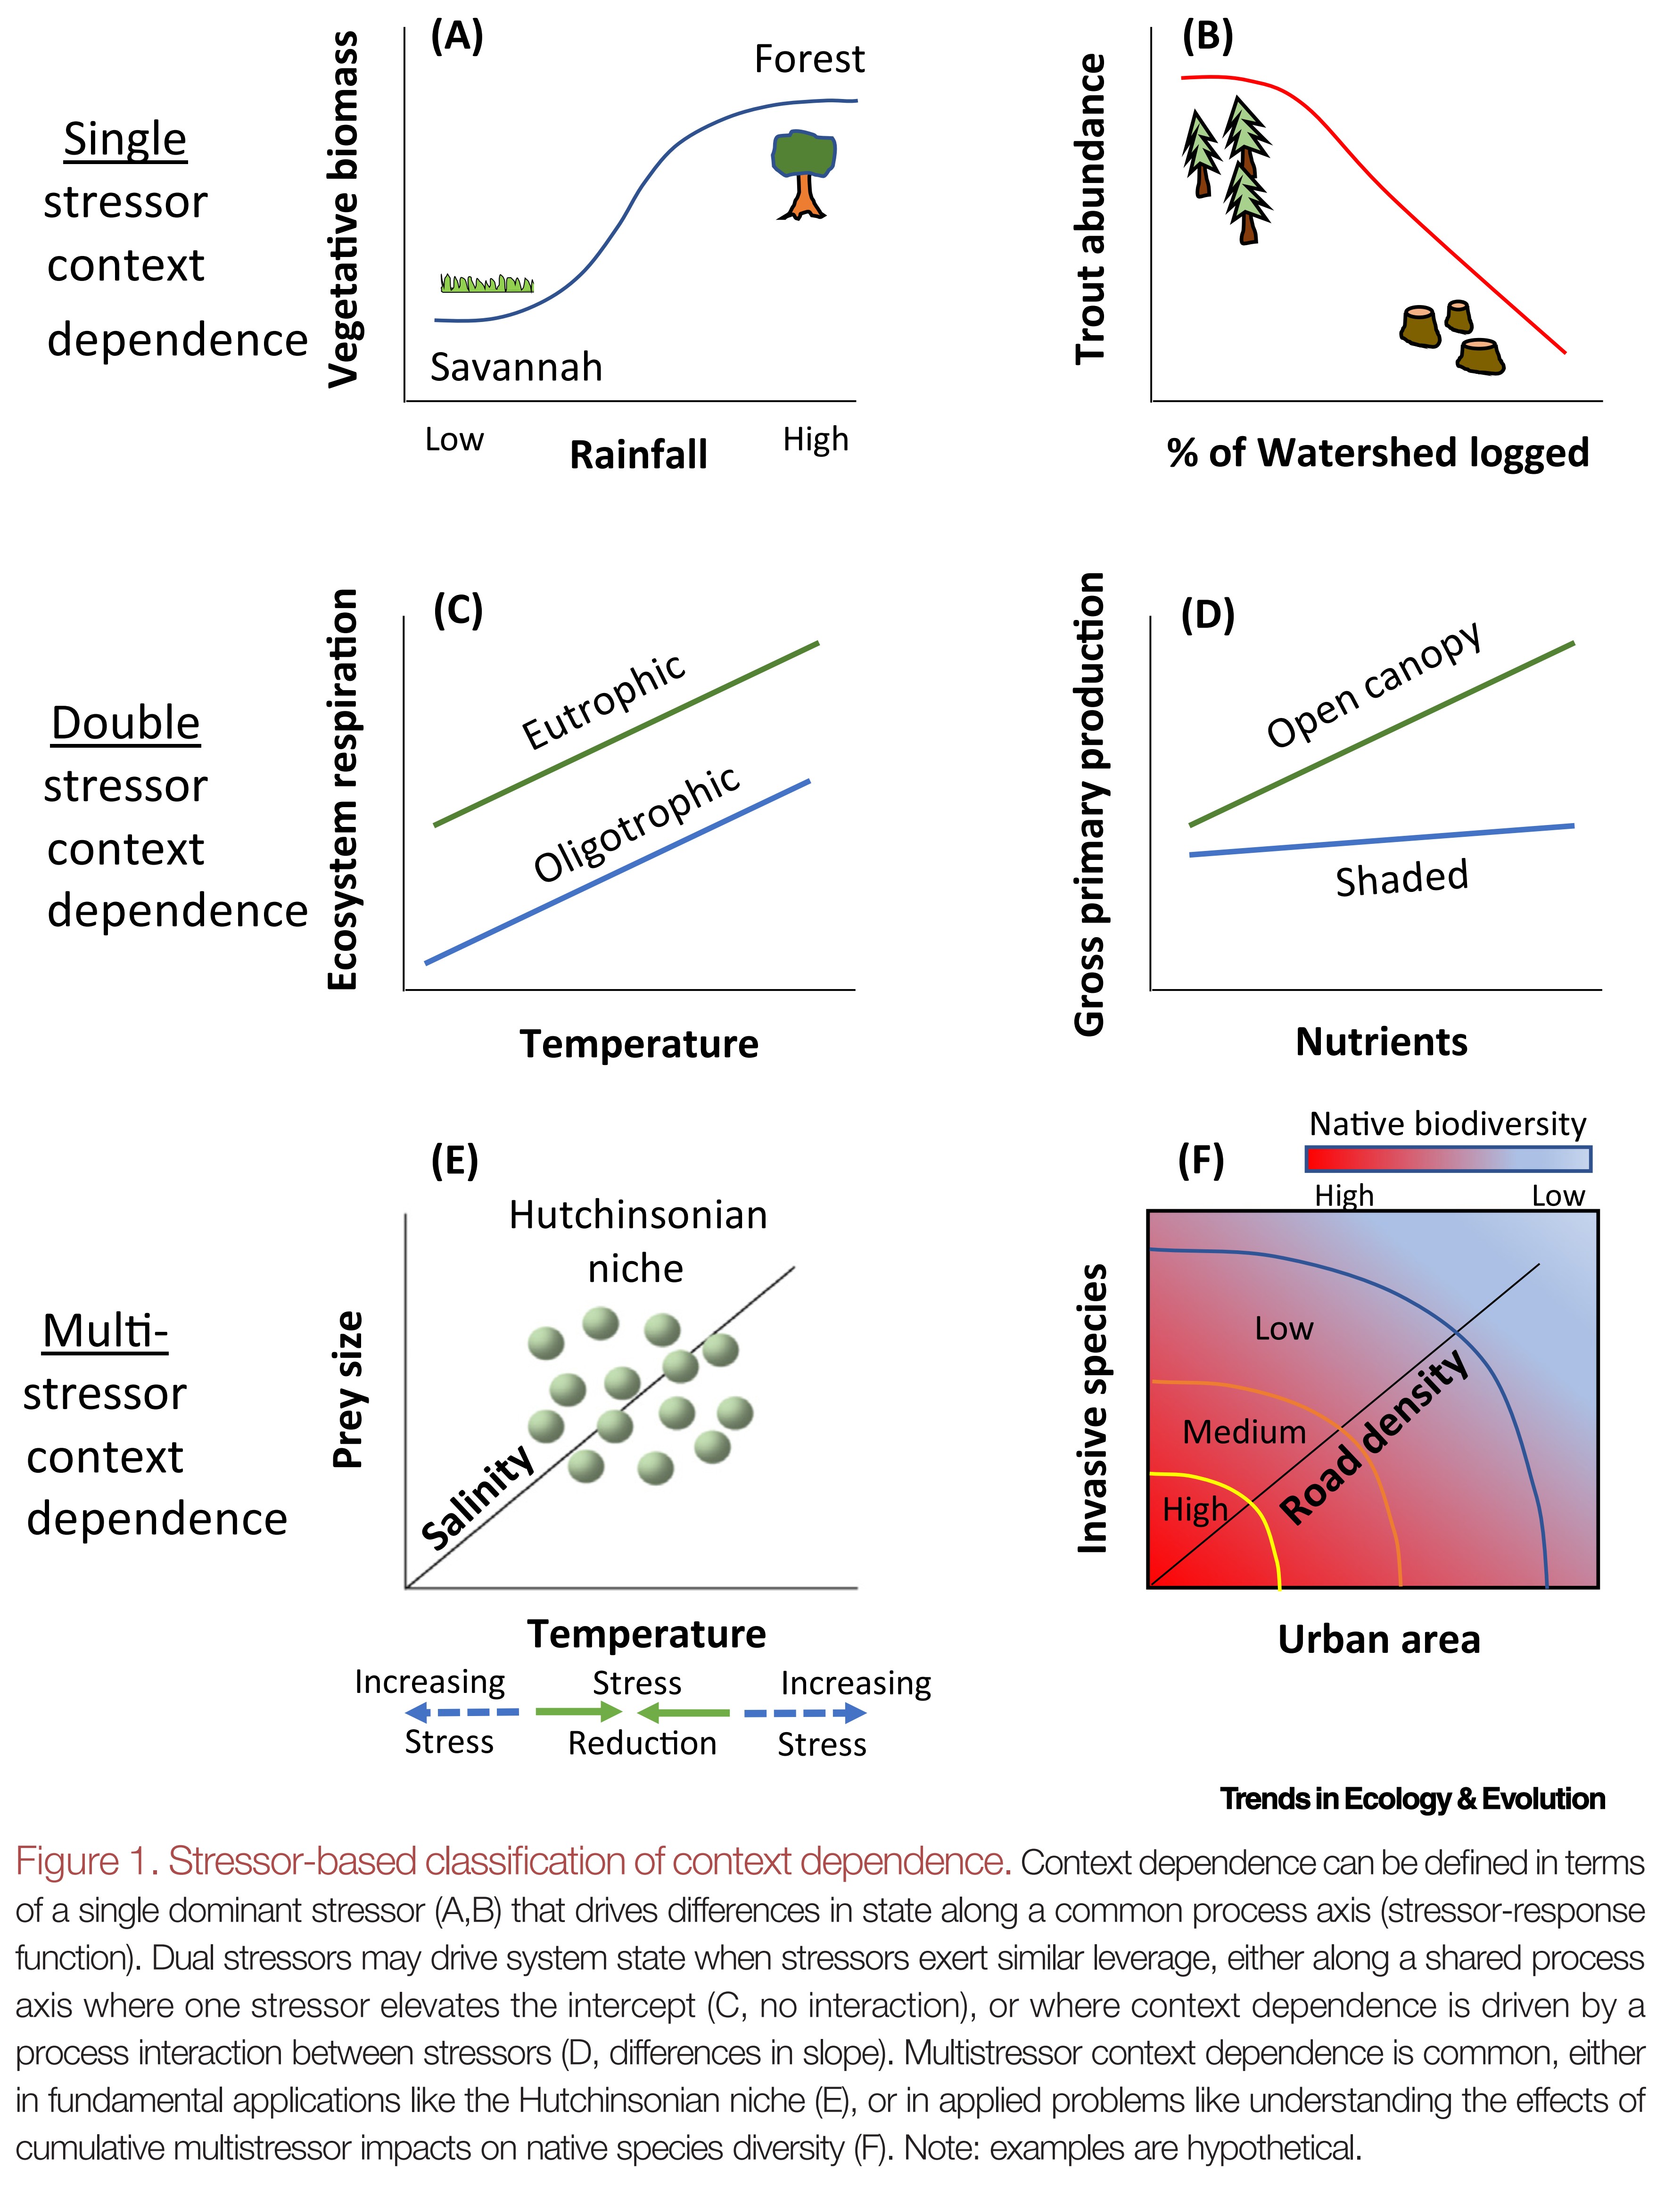 Single
stressor
context
dependence
(A)
Vegetative biomass
Forest
Savannah
Low
Rainfall
High
(B)
Trout abundance
% of Watershed logged
Double
stressor
context
dependence
(C)
Ecosystem respiration
Eutrophic
Oligotrophic
Temperature
(D)
Gross primary production
Open canopy
Shaded
Nutrients
Multi-
stressor
context
dependence
(E)
Hutchinsonian
niche
Prey size
Salinity
Temperature
Increasing
Stress
Stress
Reduction
Increasing
Stress
(F)
Native biodiversity
High
Low
Invasive species
Low
Medium
High
Road density
Urban area
Trends in Ecology & Evolution
Figure 1. Stressor-based classification of context dependence. Context dependence can be defined in terms
of a single dominant stressor (A,B) that drives differences in state along a common process axis (stressor-response
function). Dual stressors may drive system state when stressors exert similar leverage, either along a shared process
axis where one stressor elevates the intercept (C, no interaction), or where context dependence is driven by a
process interaction between stressors (D, differences in slope). Multistressor context dependence is common, either
in fundamental applications like the Hutchinsonian niche (E), or in applied problems like understanding the effects of
cumulative multistressor impacts on native species diversity (F). Note: examples are hypothetical.